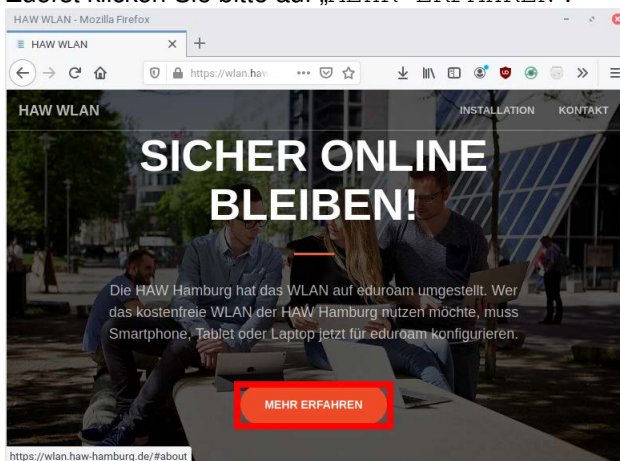 Zuerst klicken Sie bitte auf „MEHR ERFAHREN“.
HAW WLAN - Mozilla Firefox
HAW WLAN
https://wlan.haw
HAW WLAN
INSTALLATION
KONTAKT
SICHER ONLINE
BLEIBEN!
Die HAW Hamburg hat das WLAN auf eduroam umgestellt. Wer
das kostenfreie WLAN der HAW Hamburg nutzen möchte, muss
Smartphone, Tablet oder Laptop jetzt für eduroam konfigurieren.
MEHR ERFAHREN
https://wlan.haw-hamburg.de/#about